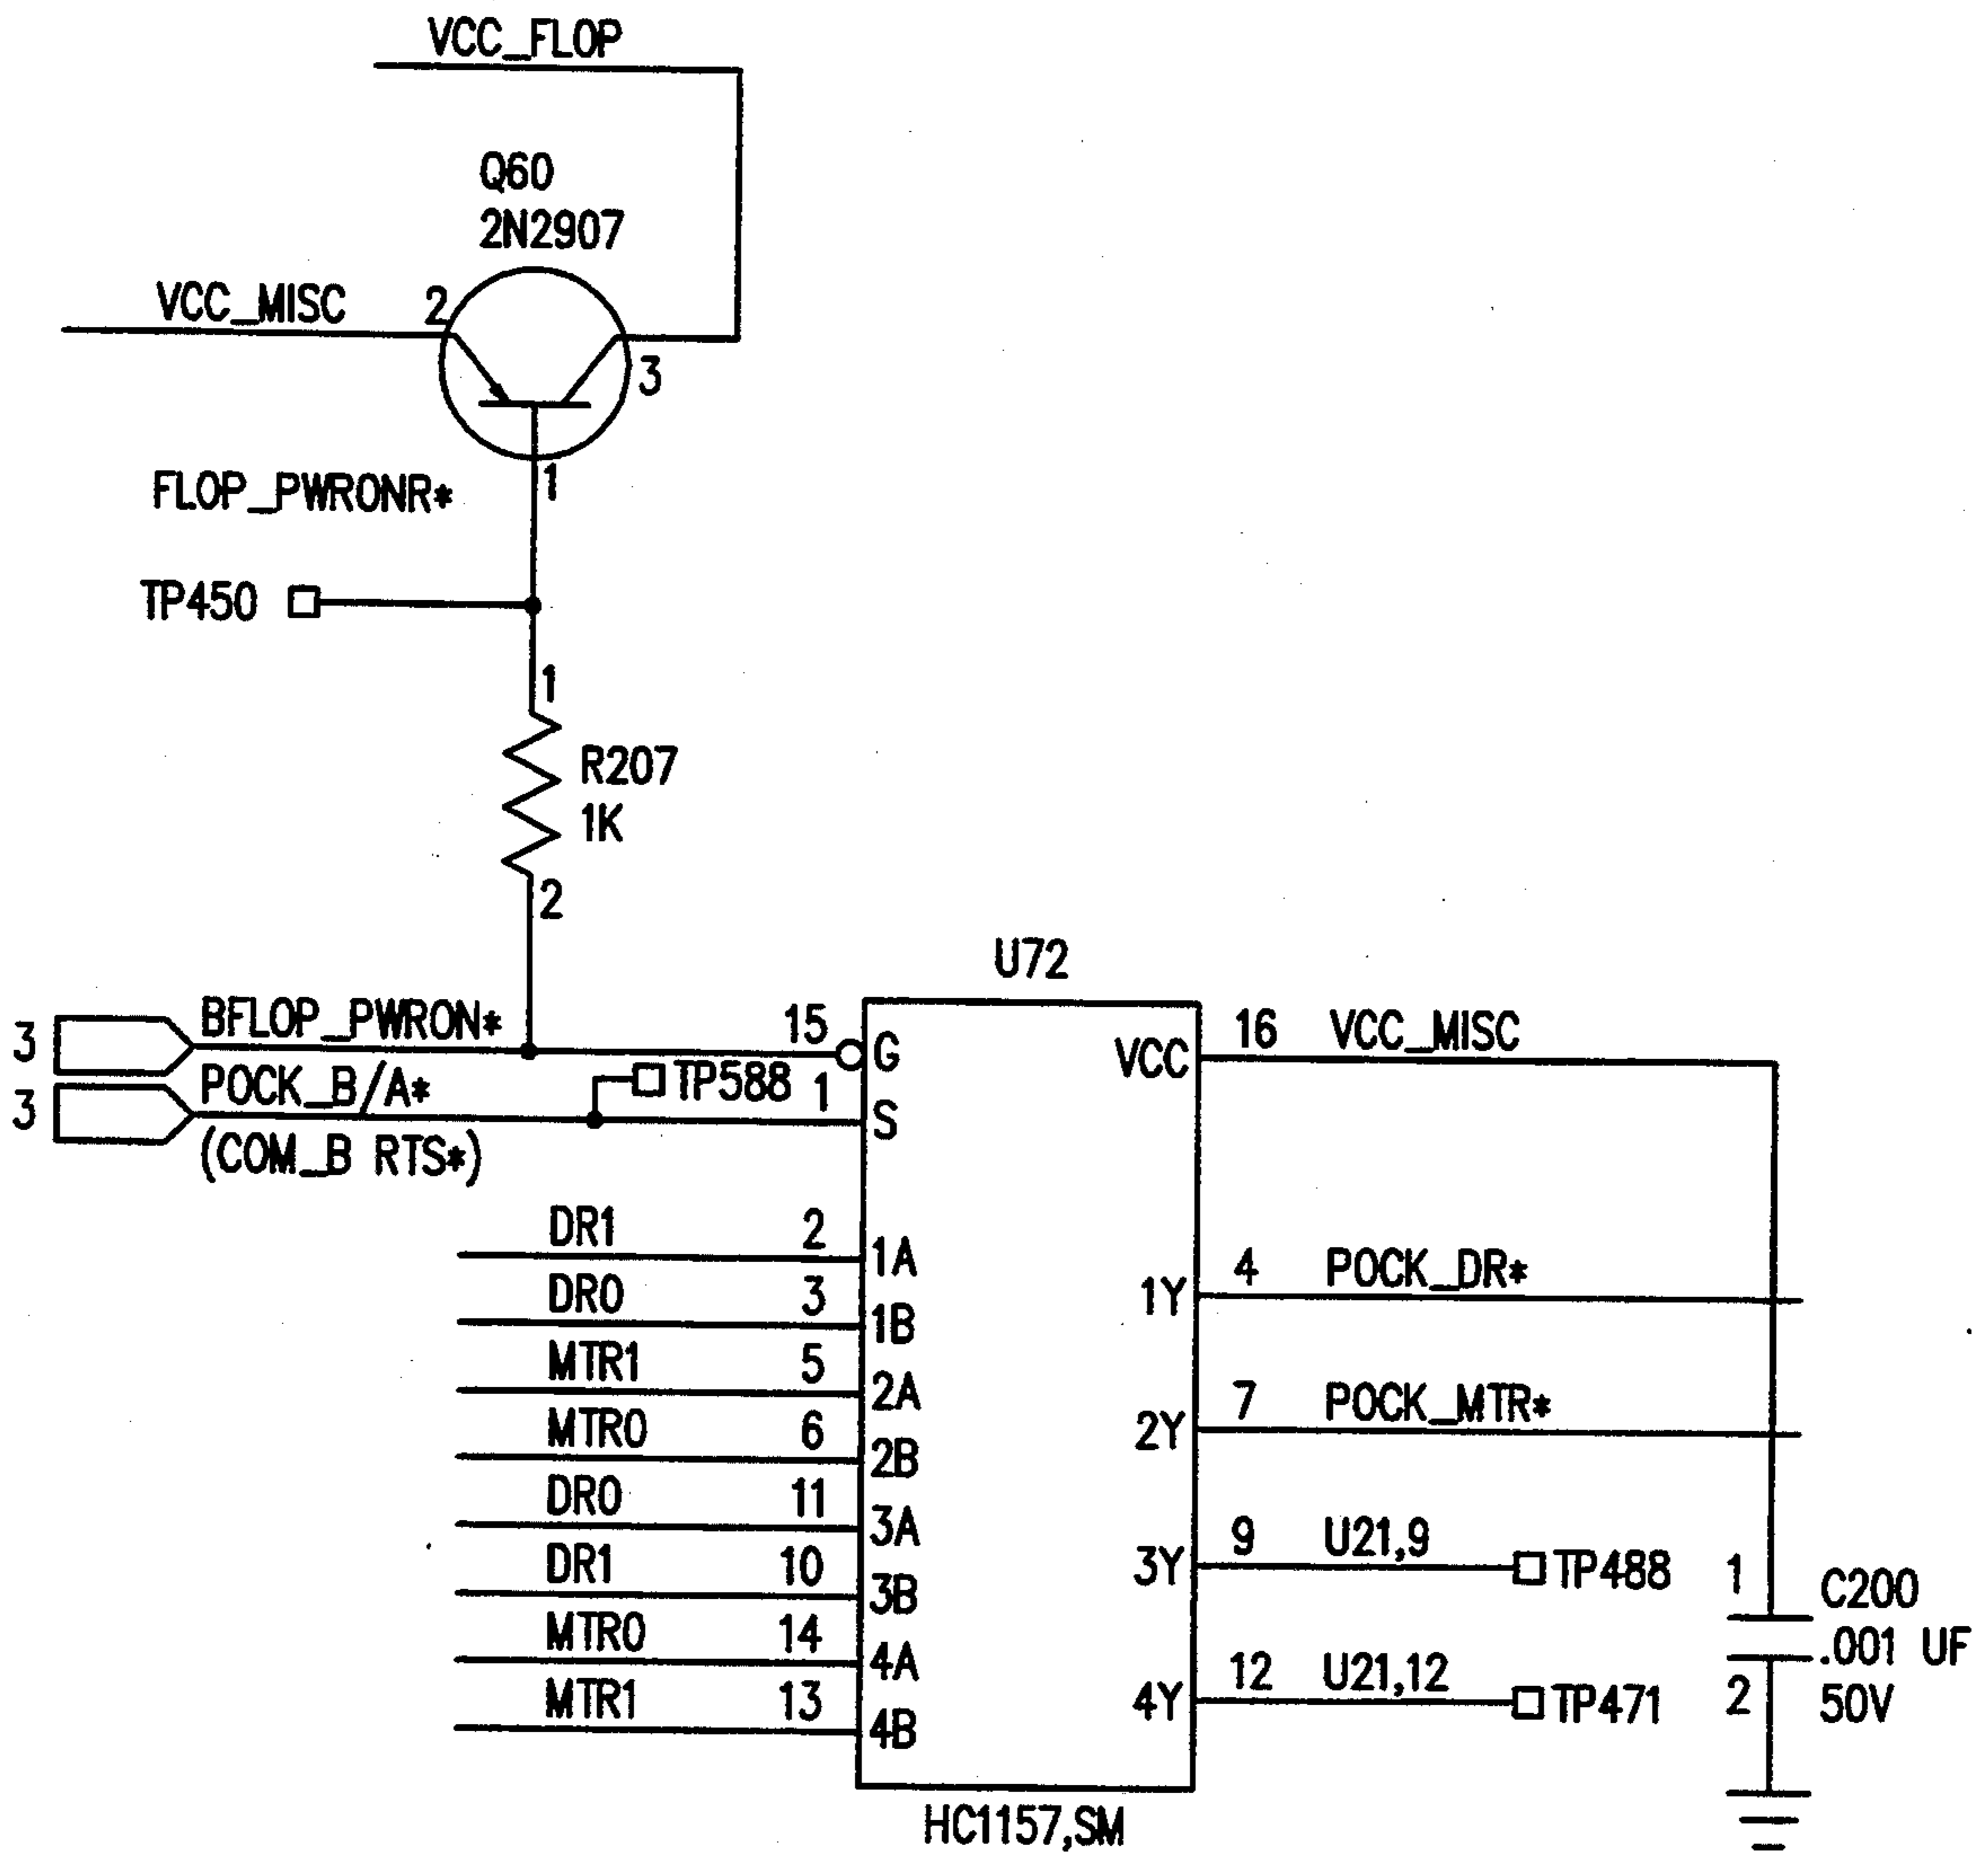 VCC_FLOP
Q60
2N2907
VCC_MISC
2
3
1
FLOP_PWRONR*
TP450
1
R207
1K
2
U72
3
BFLOP_PWRON*
15
G
VCC
16
VCC_MISC
3
POCK_B/A*
TP588
1
S
(COM_B RTS*)
DR1
2
1A
DR0
3
1B
1Y
4
POCK_DR*
MTR1
5
2A
MTR0
6
2B
2Y
7
POCK_MTR*
DR0
11
3A
DR1
10
3B
3Y
9
U21,9
TP488
1
C200
.001 UF
50V
2
MTR0
14
4A
MTR1
13
4B
4Y
12
U21,12
TP471
HC1157,SM